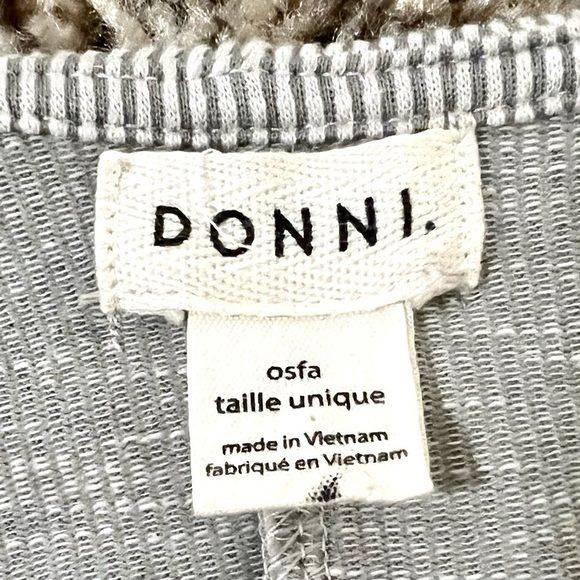 DONNI.
osfa
taille unique
made in Vietnam
fabriqué en Vietnam